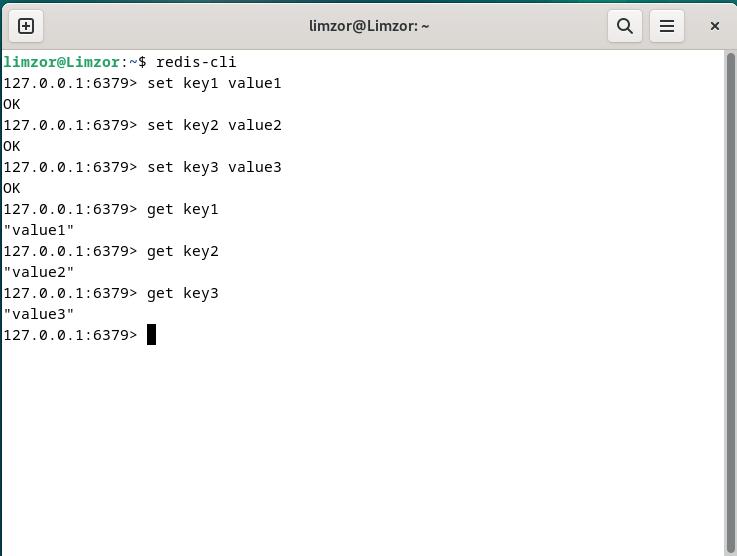 limzor@Limzor: ~
limzor@Limzor:~$ redis-cli
127.0.0.1:6379> set key1 value1
OK
127.0.0.1:6379> set key2 value2
OK
127.0.0.1:6379> set key3 value3
OK
127.0.0.1:6379> get key1
"value1"
127.0.0.1:6379> get key2
"value2"
127.0.0.1:6379> get key3
"value3"
127.0.0.1:6379>